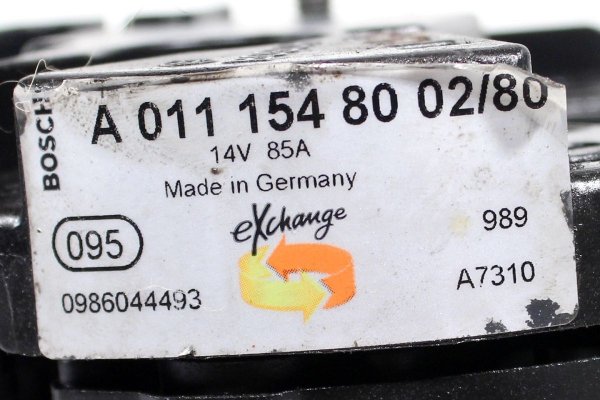 BOSCH
A 011 154 80 02/80
14V 85A
Made in Germany
eXchange
095
989
0986044493
A7310